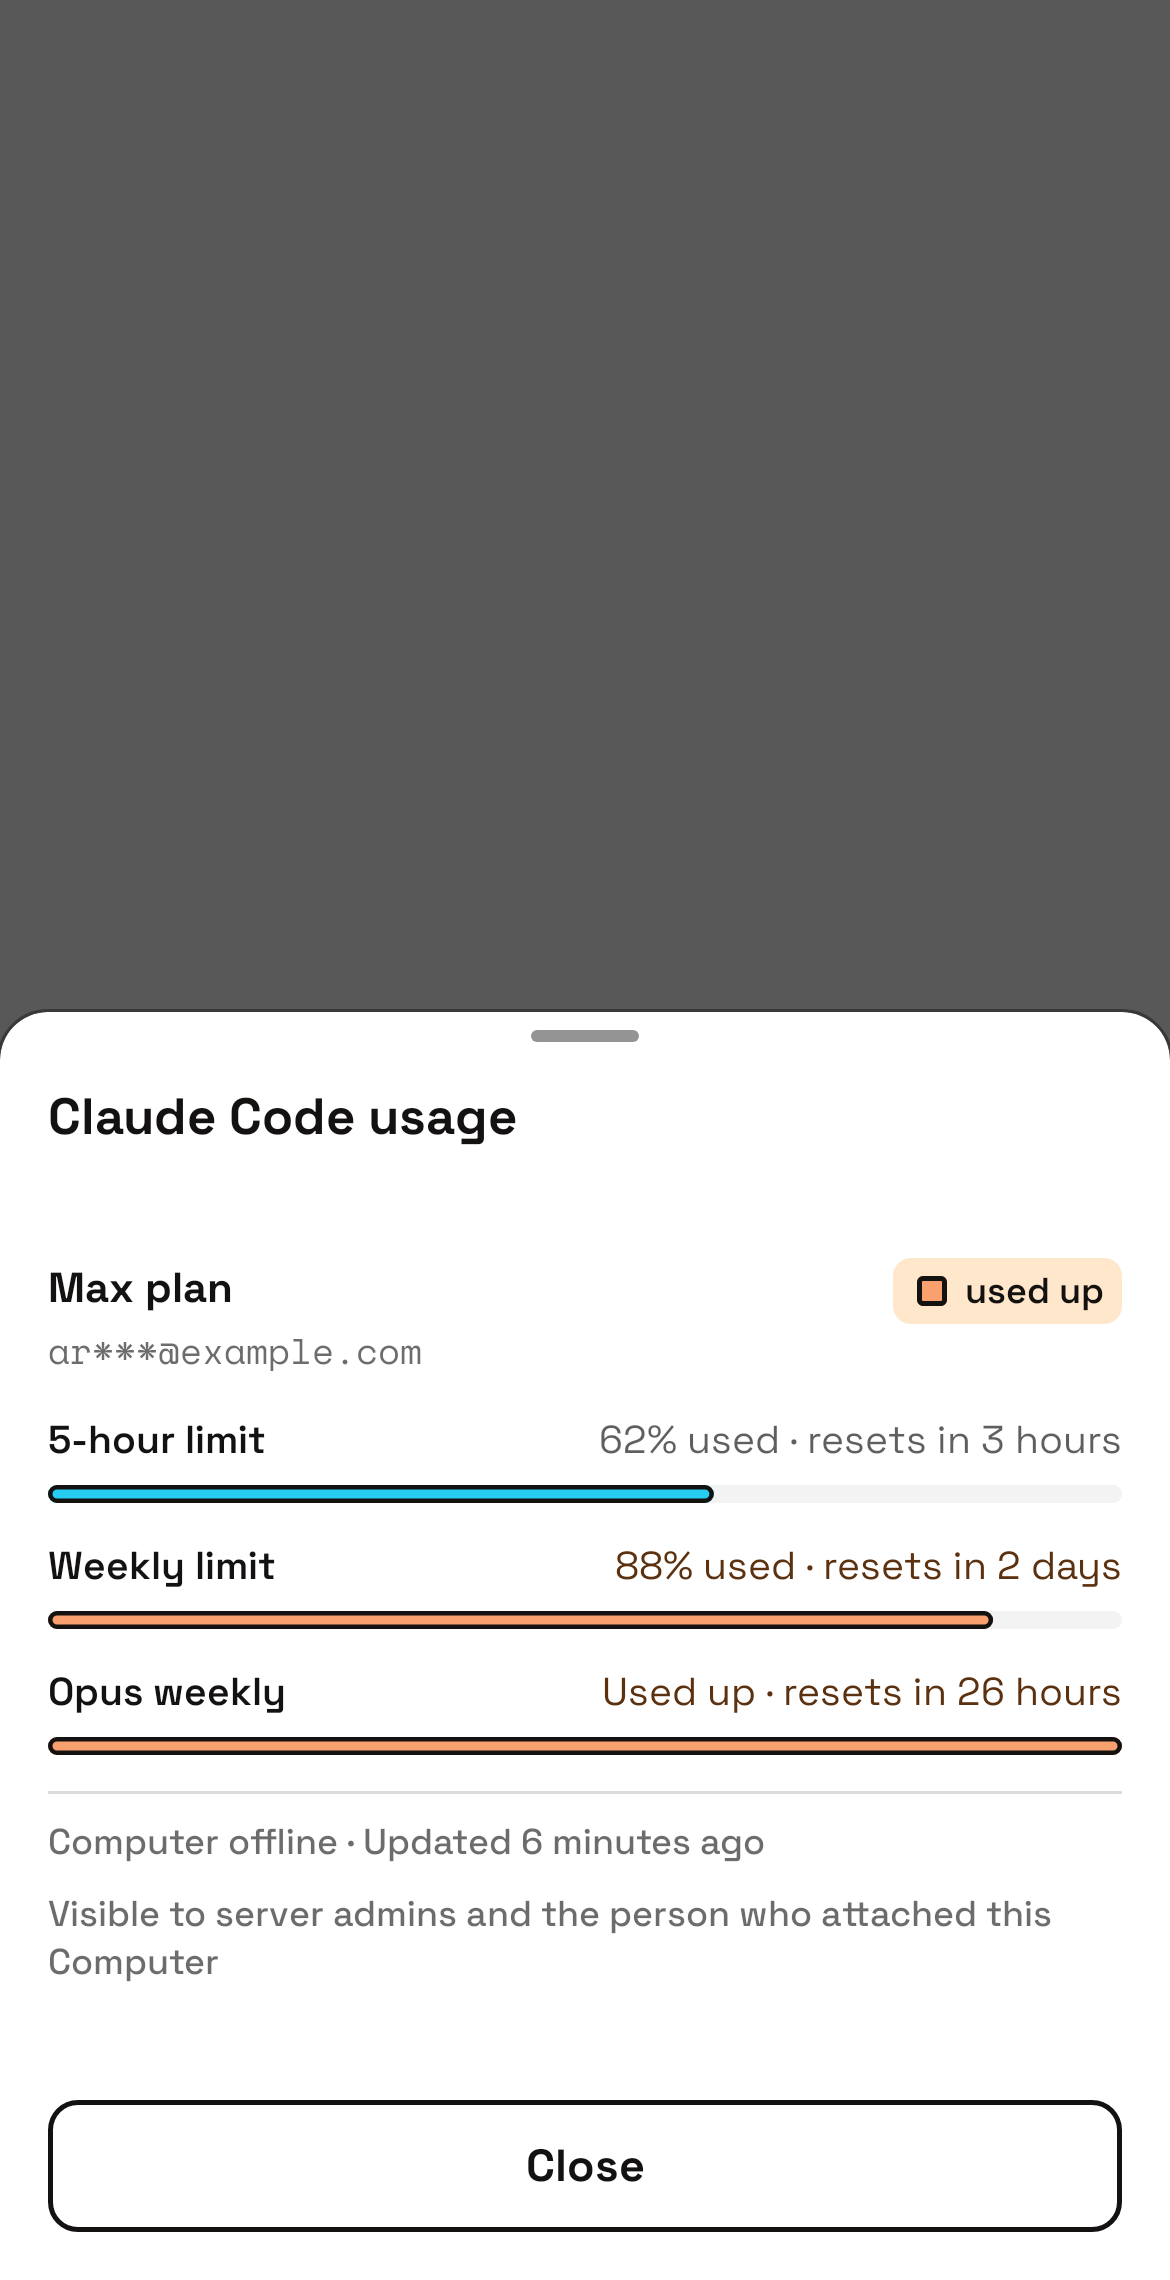 Claude Code usage
Max plan
used up
ar***@example.com
5-hour limit
62% used · resets in 3 hours
Weekly limit
88% used · resets in 2 days
Opus weekly
Used up · resets in 26 hours
Computer offline · Updated 6 minutes ago
Visible to server admins and the person who attached this
Computer
Close